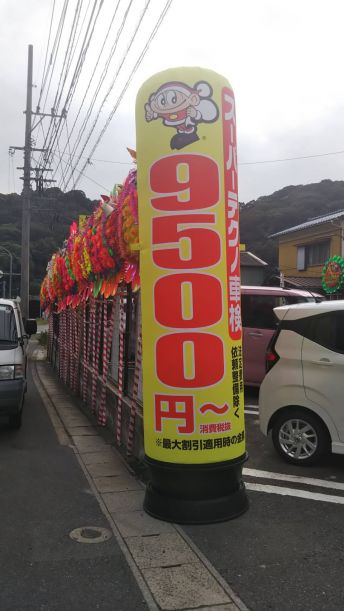 スーパーテクノ車検
9500
円～
消費税抜
法定費用
依頼整備除く
※最大割引適用時の金額